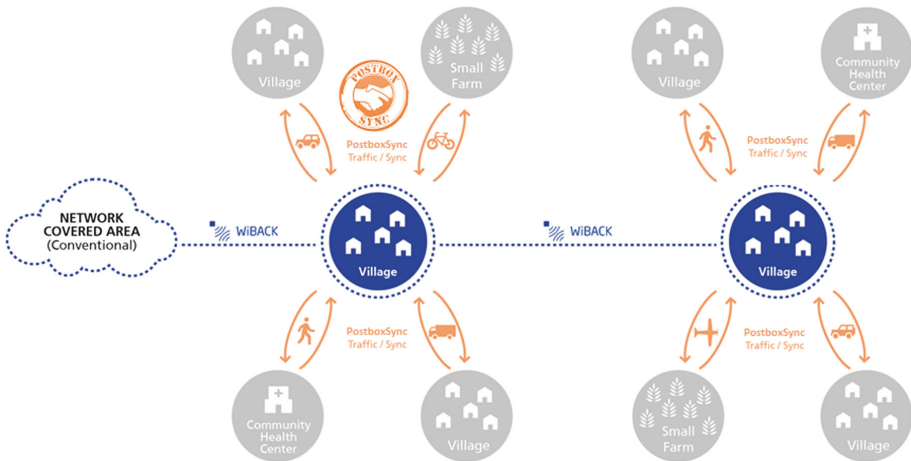 Village
POSTBOX
SYNC
Small
Farm
Village
Community
Health
Center
PostboxSync
Traffic / Sync
PostboxSync
Traffic / Sync
NETWORK
COVERED AREA
(Conventional)
WiBACK
Village
WiBACK
Village
PostboxSync
Traffic / Sync
PostboxSync
Traffic / Sync
Community
Health
Center
Village
Small
Farm
Village